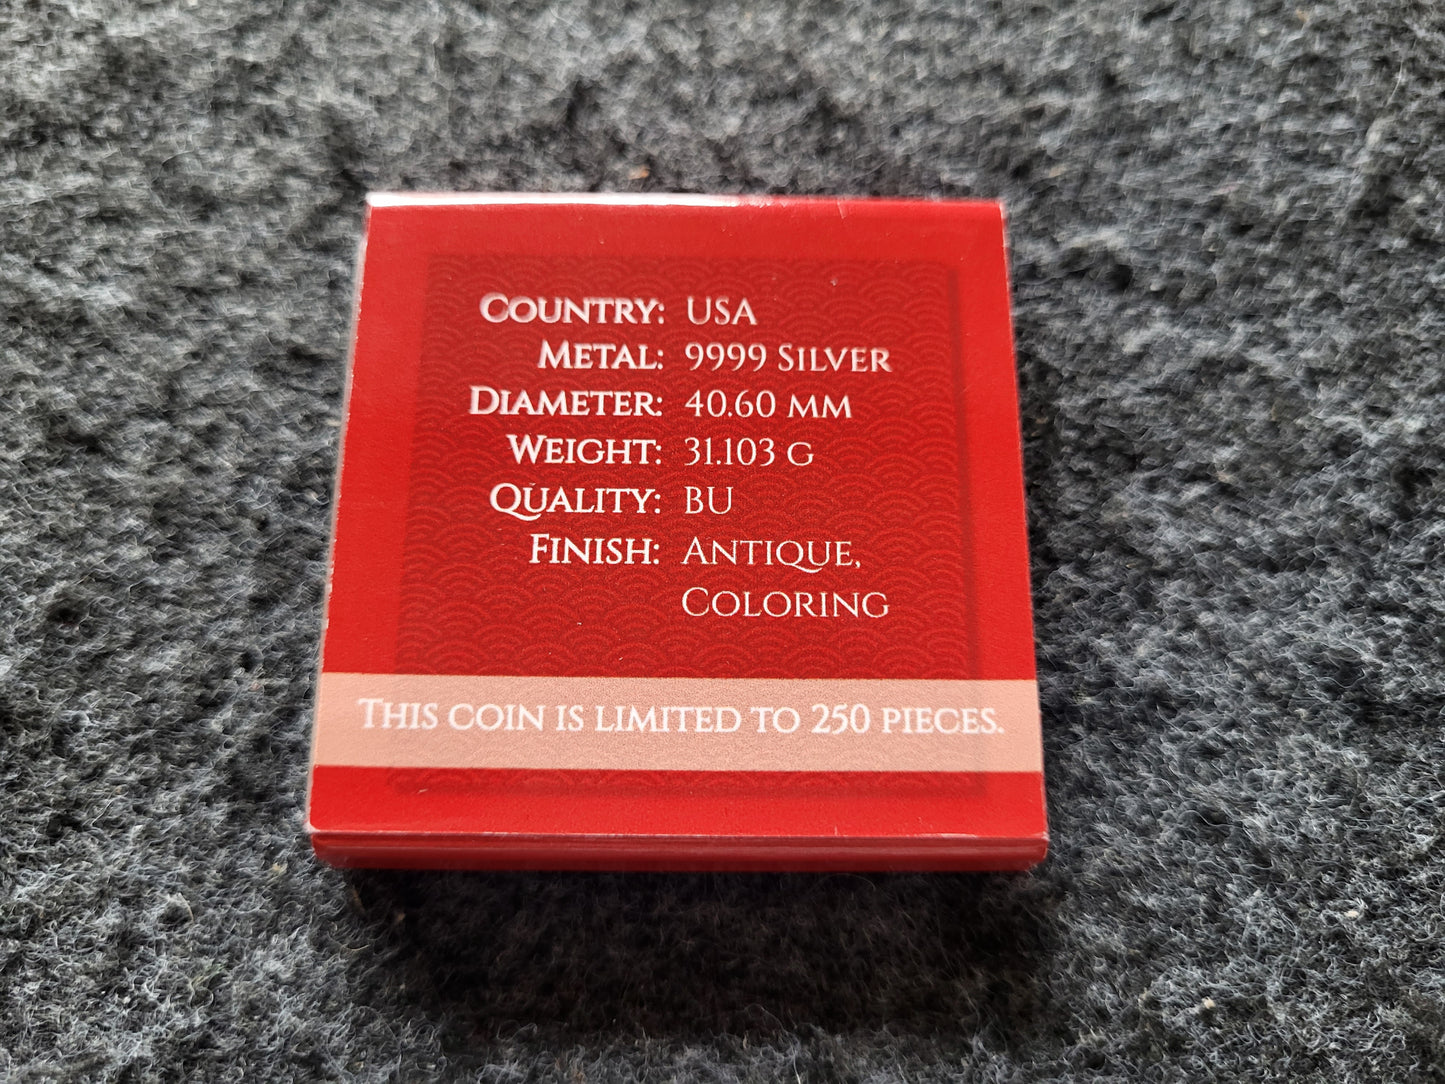 Country: USA
Metal: 9999 Silver
Diameter: 40.60 mm
Weight: 31.103 g
Quality: BU
Finish: Antique,
Coloring
This coin is limited to 250 pieces.